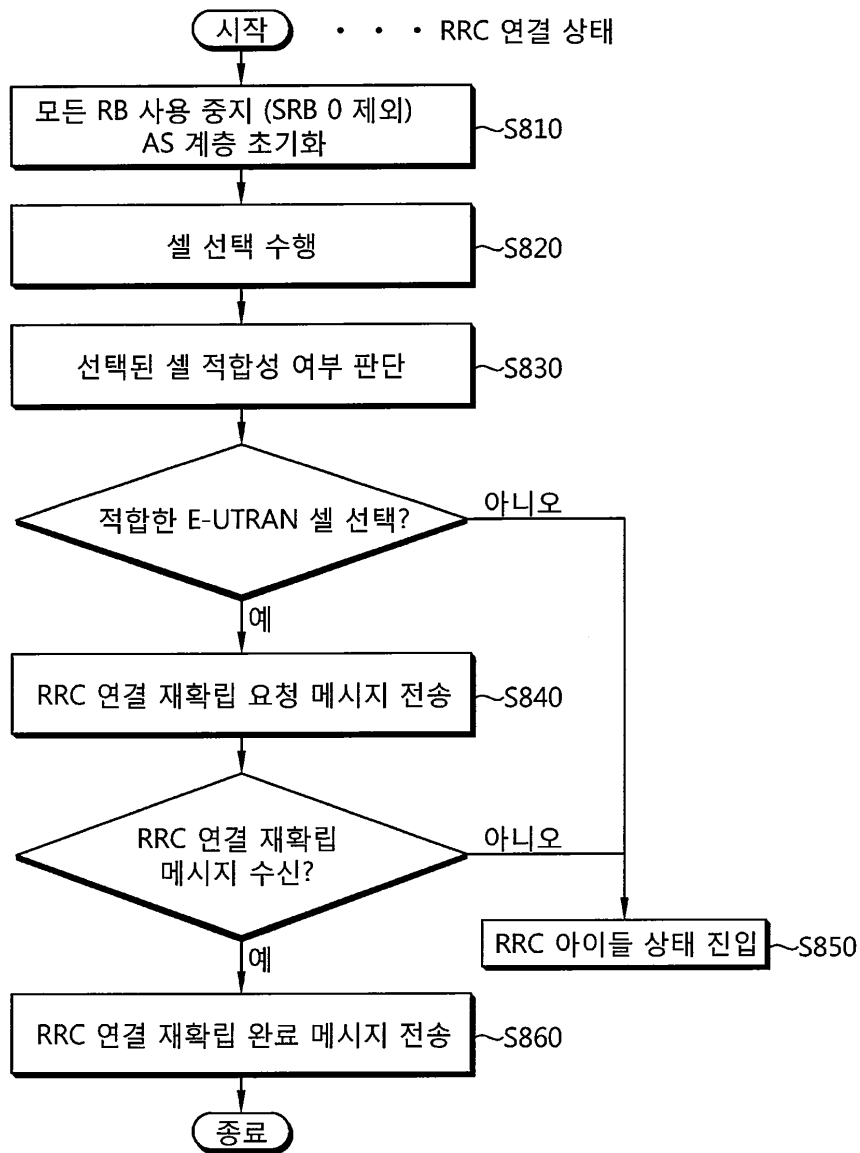 시작 · · · RRC 연결 상태
모든 RB 사용 중지 (SRB 0 제외)
AS 계층 초기화
S810
셀 선택 수행
S820
선택된 셀 적합성 여부 판단
S830
적합한 E-UTRAN 셀 선택?
아니오
예
RRC 연결 재확립 요청 메시지 전송
S840
RRC 연결 재확립
메시지 수신?
아니오
예
RRC 아이들 상태 진입
S850
RRC 연결 재확립 완료 메시지 전송
S860
종료